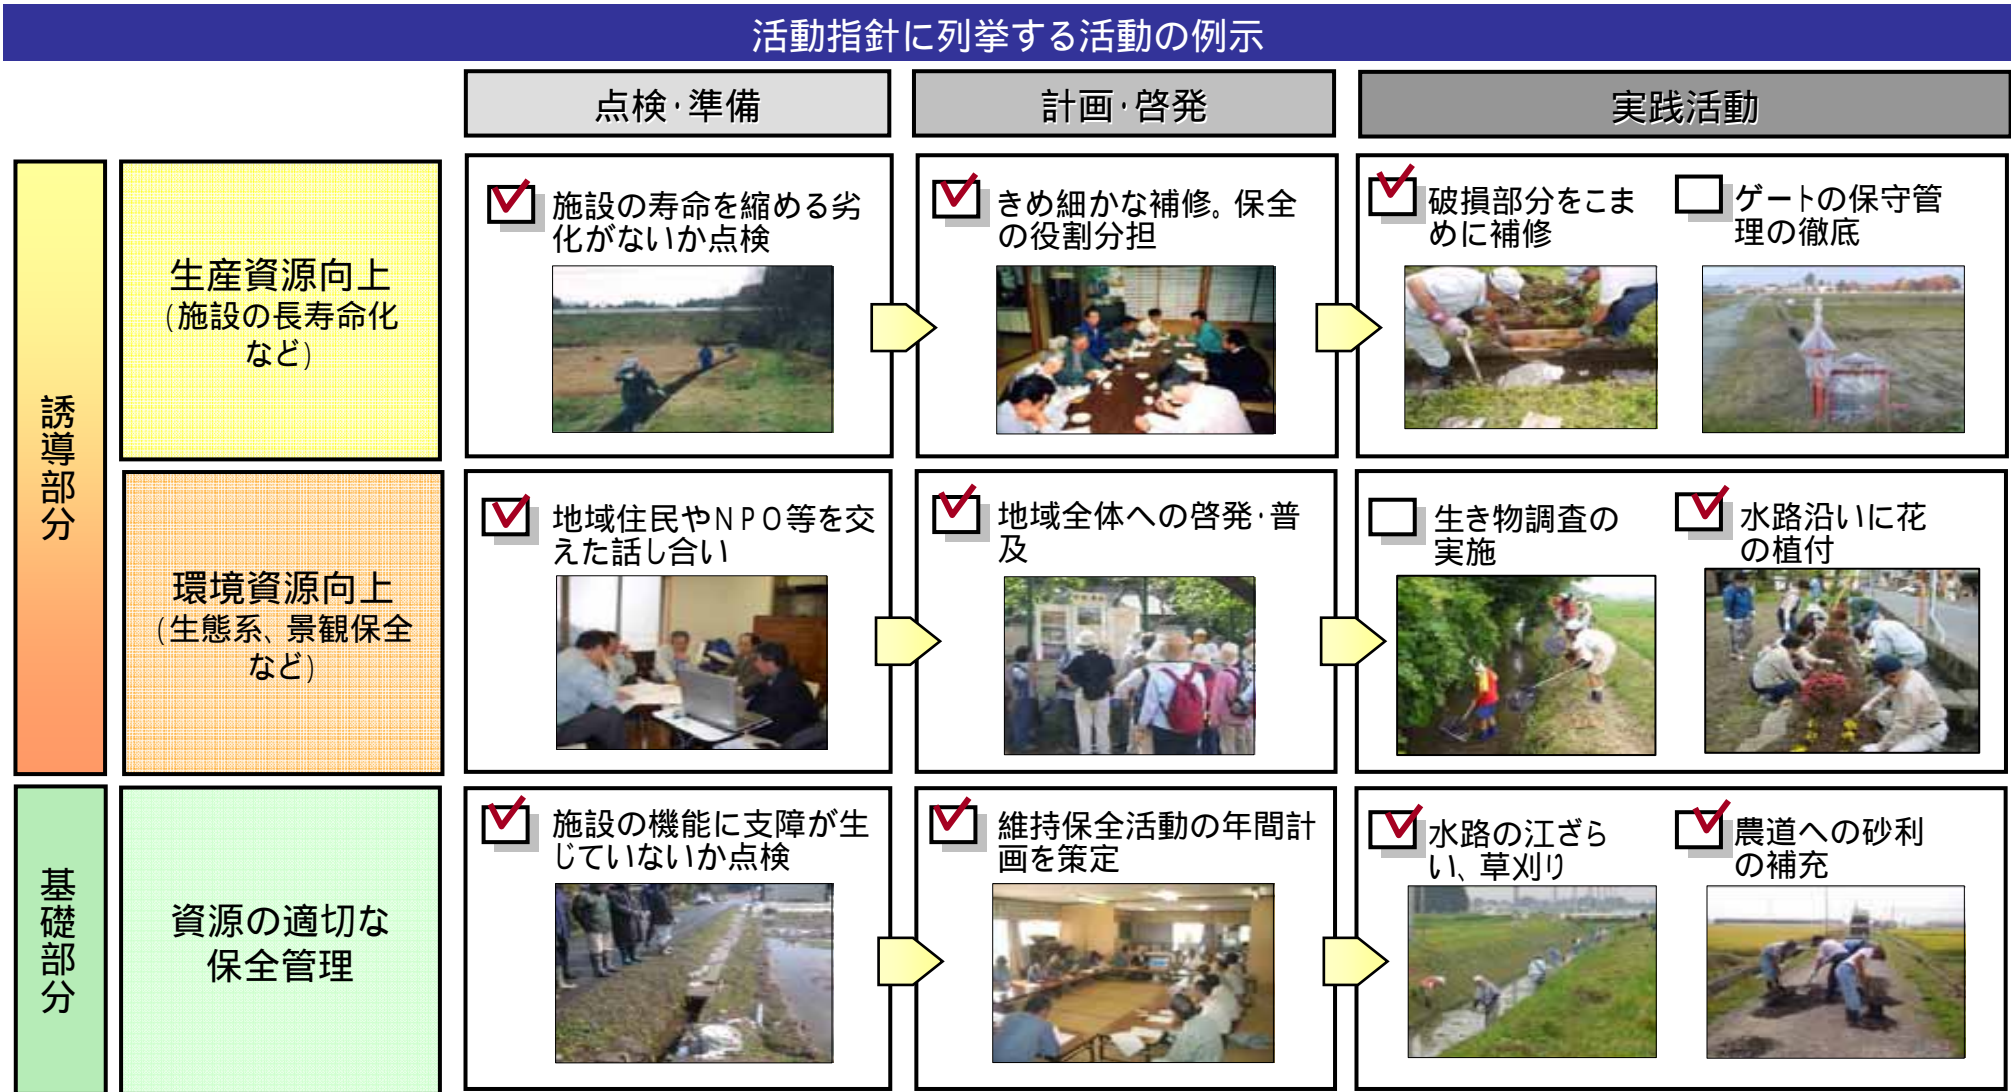 活動指針に列挙する活動の例示
点検・準備
計画・啓発
実践活動
誘導部分
生産資源向上
(施設の長寿命化
など)
施設の寿命を縮める劣
化がないか点検
きめ細かな補修。保全
の役割分担
破損部分をこま
めに補修
ゲートの保守管
理の徹底
環境資源向上
(生態系、景観保全
など)
地域住民やNPO等を交
えた話し合い
地域全体への啓発・普
及
生き物調査の
実施
水路沿いに花
の植付
基礎部分
資源の適切な
保全管理
施設の機能に支障が生
じていないか点検
維持保全活動の年間計
画を策定
水路の江ざら
い、草刈り
農道への砂利
の補充